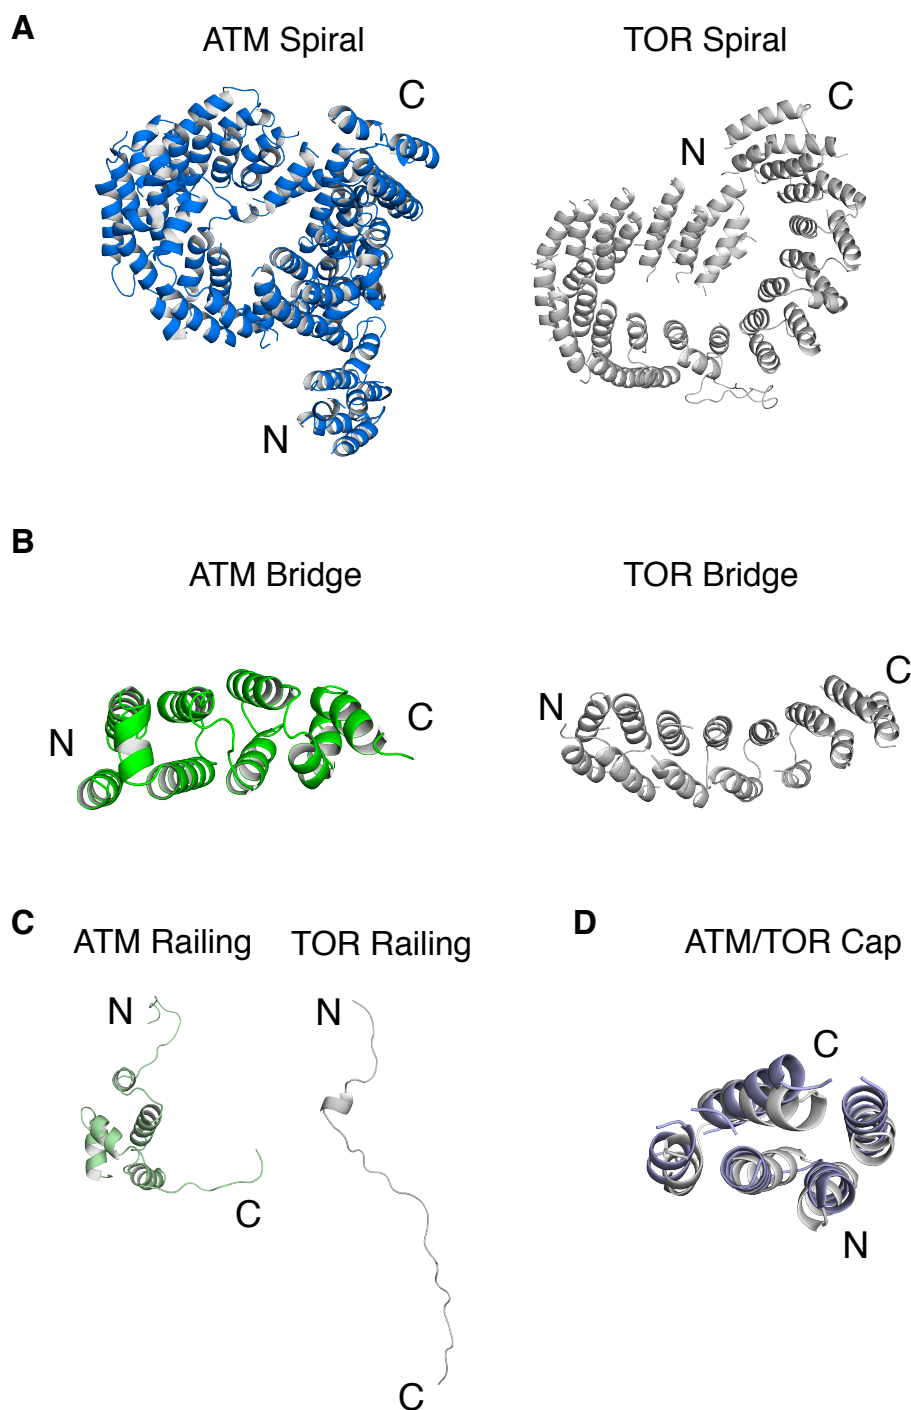 A
ATM Spiral
TOR Spiral
C
C
N
N
B
ATM Bridge
TOR Bridge
N
C
N
C
C
ATM Railing
TOR Railing
D
ATM/TOR Cap
N
N
C
C
N
C